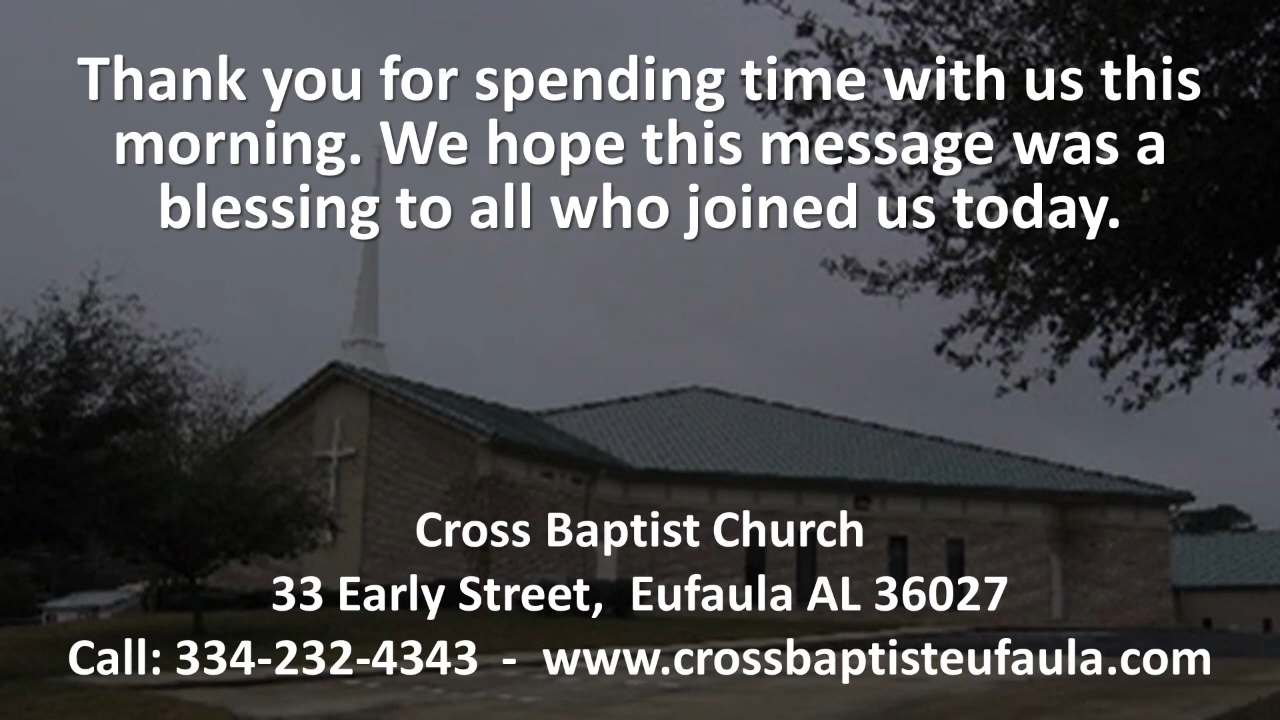 Thank you for spending time with us this
morning. We hope this message was a
blessing to all who joined us today.
Cross Baptist Church
33 Early Street,  Eufaula AL 36027
Call: 334-232-4343  -  www.crossbaptisteufaula.com